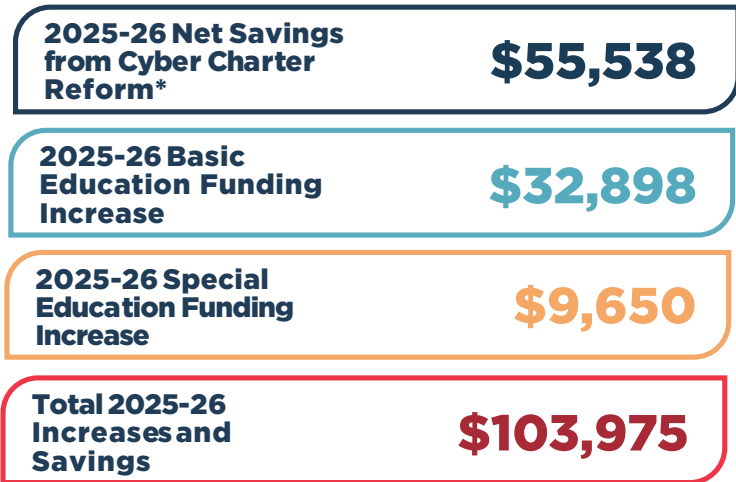 2025-26 Net Savings
from Cyber Charter
Reform*
$55,538
2025-26 Basic
Education Funding
Increase
$32,898
2025-26 Special
Education Funding
Increase
$9,650
Total 2025-26
Increases and
Savings
$103,975